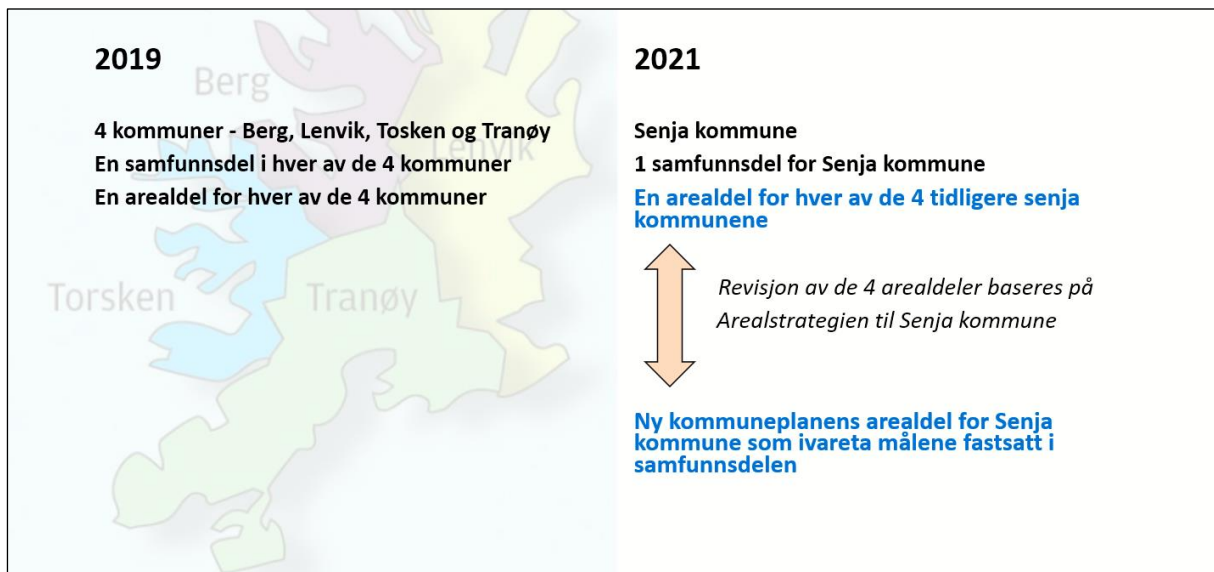 2019
4 kommuner - Berg, Lenvik, Tosken og Tranøy
En samfunnsdel i hver av de 4 kommuner
En arealdel for hver av de 4 kommuner
Berg
Lenvik
Torsken
Tranøy
2021
Senja kommune
1 samfunnsdel for Senja kommune
En arealdel for hver av de 4 tidligere senja
kommunene
Revisjon av de 4 arealdeler baseres på
Arealstrategien til Senja kommune
Ny kommuneplanens arealdel for Senja
kommune som ivareta målene fastsatt i
samfunnsdelen